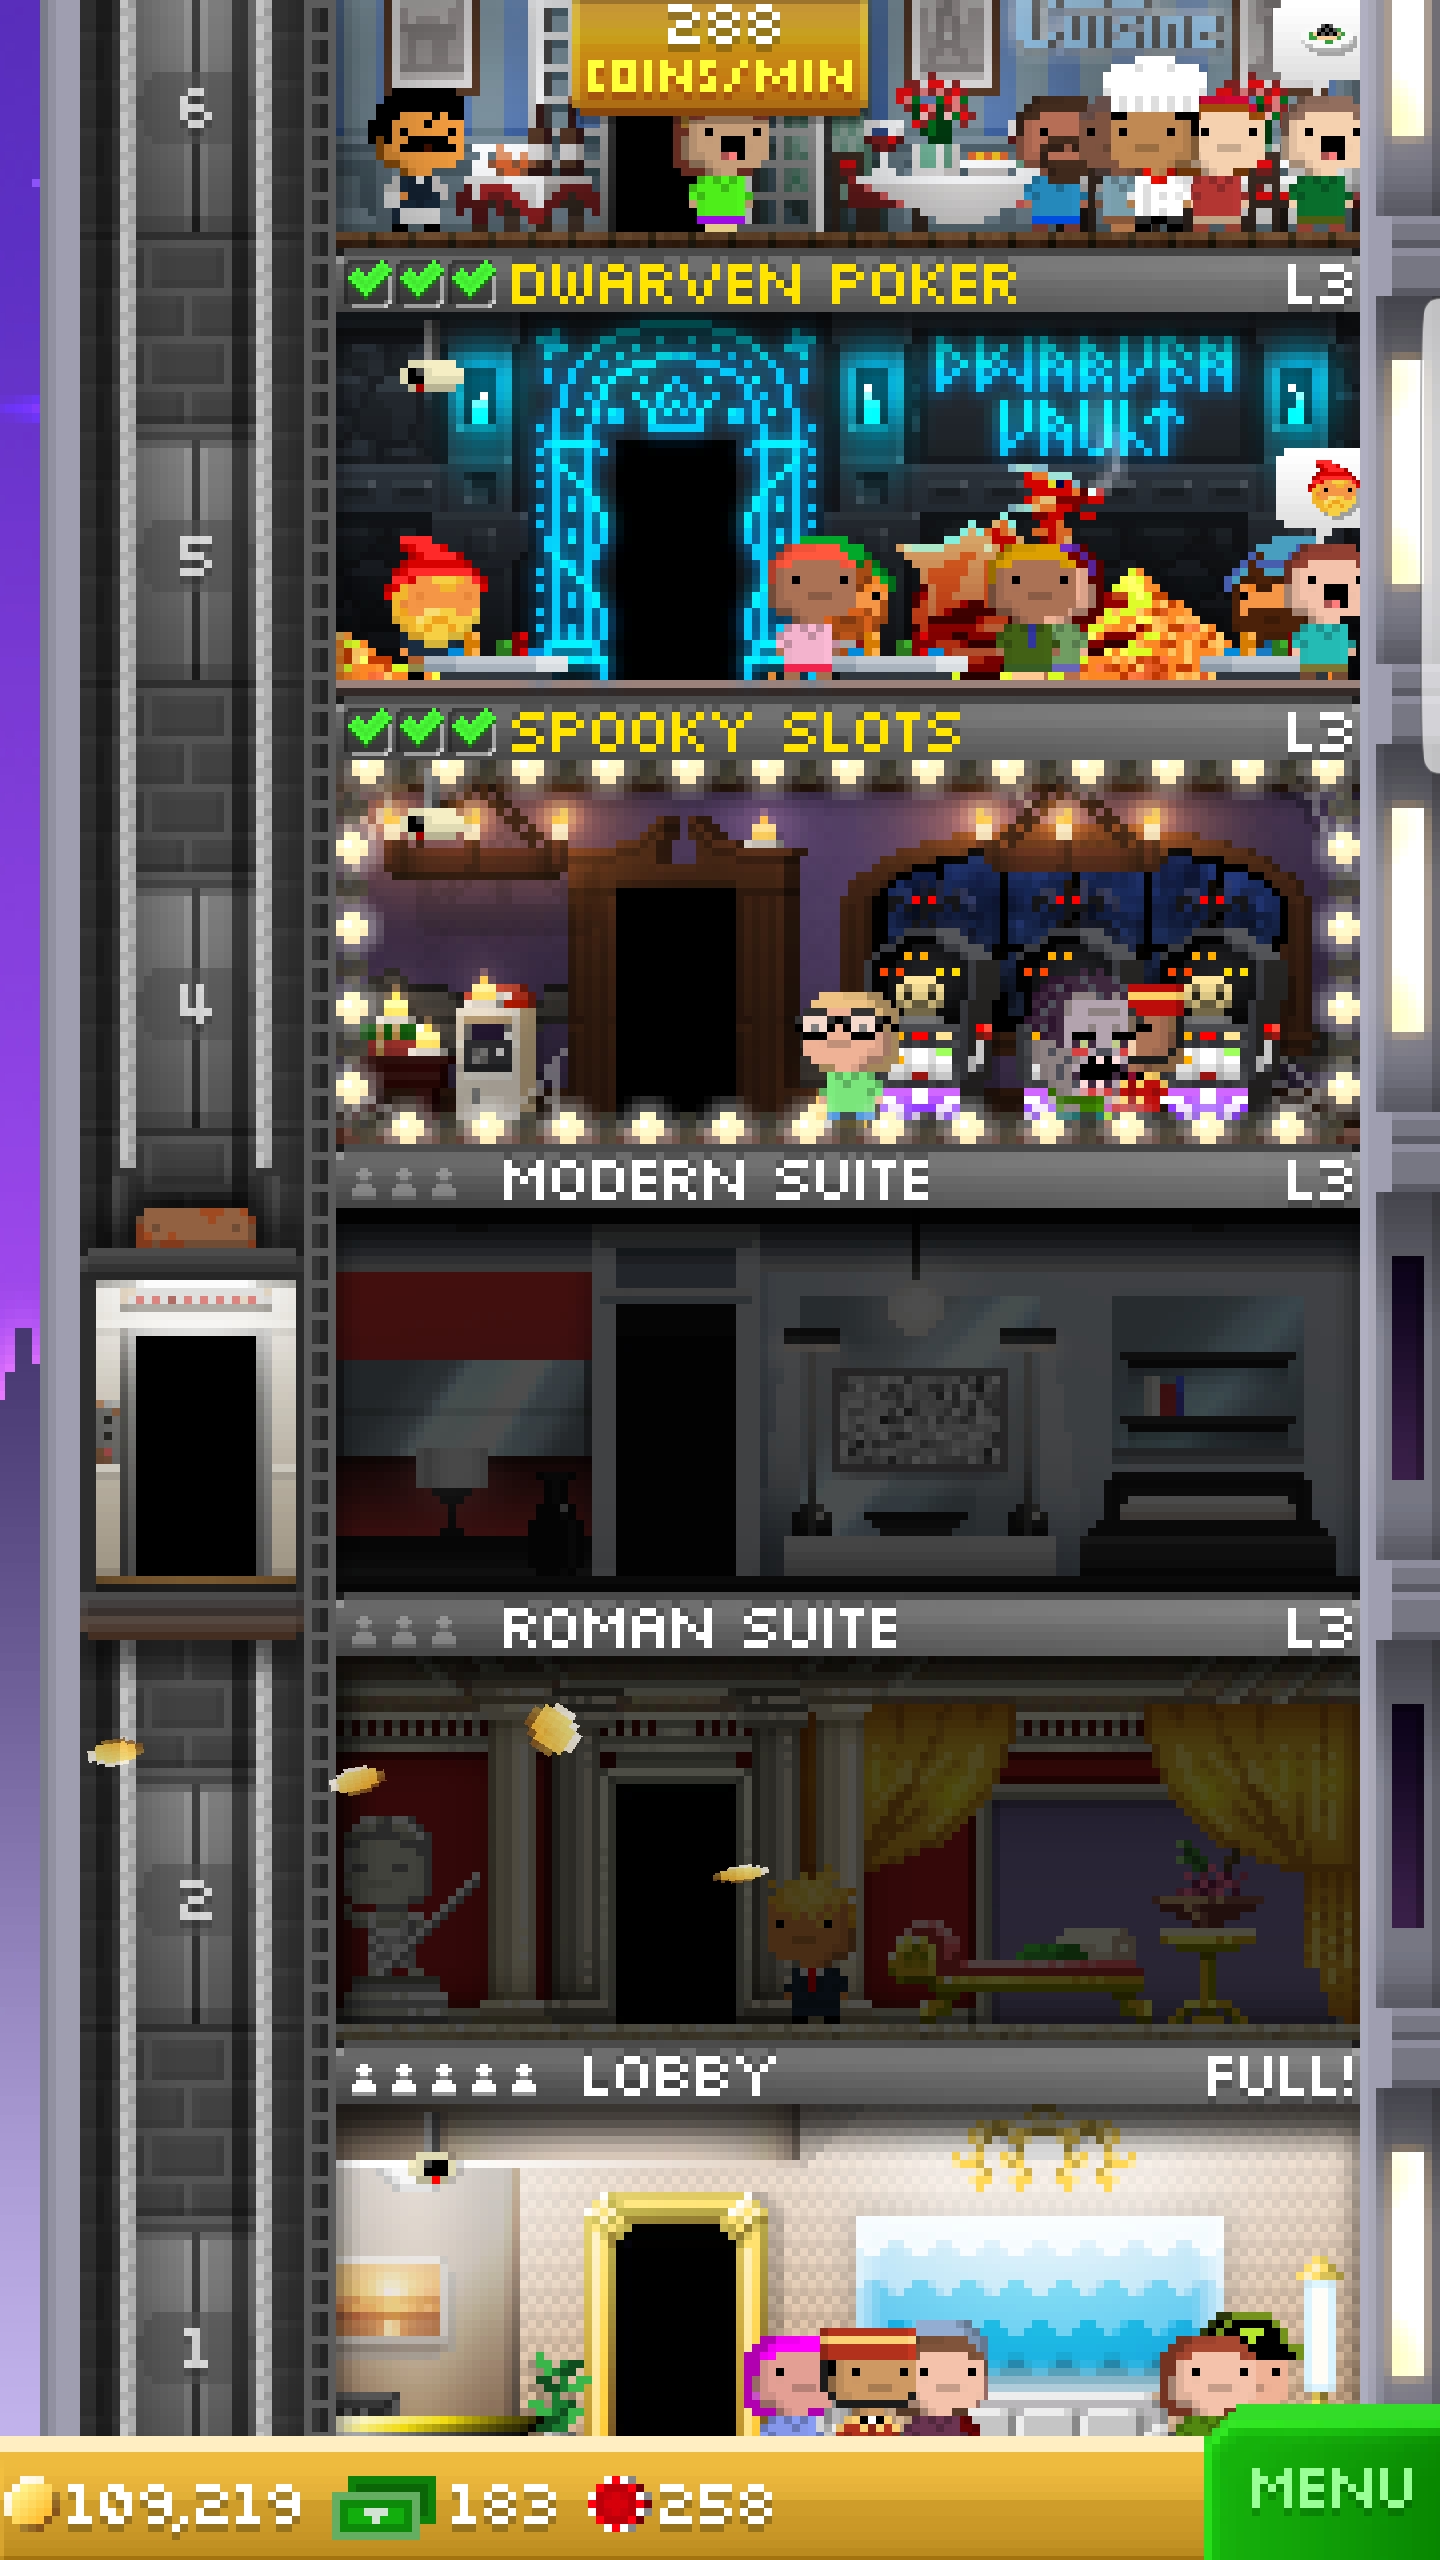 288
COINS/MIN
Cuisine
6
DWARVEN POKER L3
DWARVEN
VAULT
5
SPOOKY SLOTS L3
4
MODERN SUITE L3
ROMAN SUITE L3
2
LOBBY FULL!
1
109,219 183 258
MENU